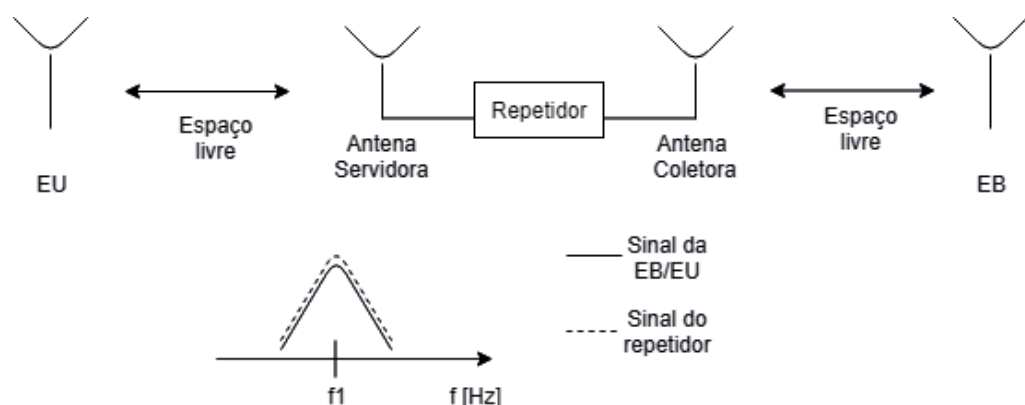 Repetidor
Espaço
livre
Antena
Servidora
Antena
Coletora
Espaço
livre
EU
EB
Sinal da
EB/EU
Sinal do
repetidor
f1
f [Hz]